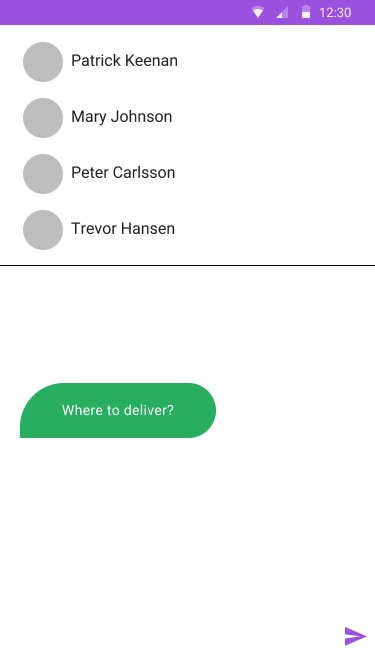 12:30
Patrick Keenan
Mary Johnson
Peter Carlsson
Trevor Hansen
Where to deliver?